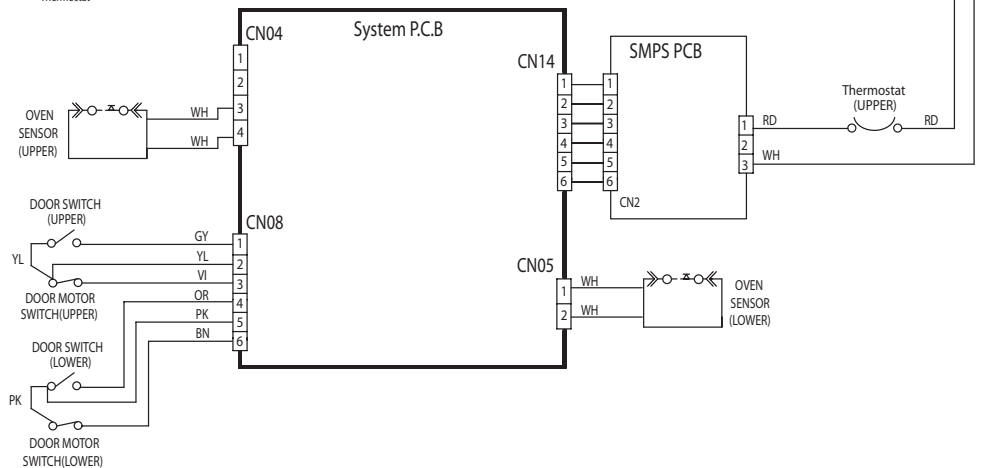 Thermostat
System P.C.B
CN04
1
2
3
4
OVEN
SENSOR
(UPPER)
WH
WH
CN14
1
2
3
4
5
6
SMPS PCB
1
2
3
4
5
6
CN2
1
2
3
RD
WH
Thermostat
(UPPER)
RD
DOOR SWITCH
(UPPER)
YL
DOOR MOTOR
SWITCH(UPPER)
CN08
GY
YL
VI
OR
PK
BN
1
2
3
4
5
6
DOOR SWITCH
(LOWER)
PK
DOOR MOTOR
SWITCH(LOWER)
CN05
1
2
WH
WH
OVEN
SENSOR
(LOWER)